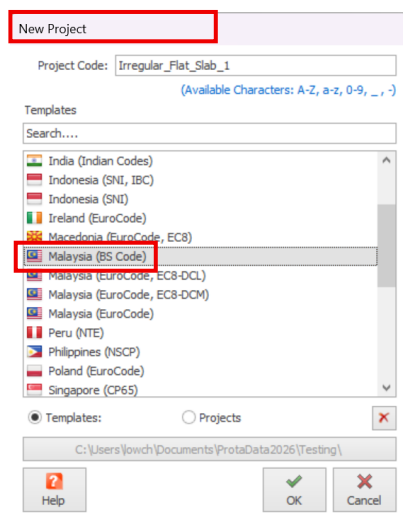 New Project
Project Code: Irregular_Flat_Slab_1
(Available Characters: A-Z, a-z, 0-9, _ , -)
Templates
Search....
India (Indian Codes)
Indonesia (SNI, IBC)
Indonesia (SNI)
Ireland (EuroCode)
Macedonia (EuroCode, EC8)
Malaysia (BS Code)
Malaysia (EuroCode, EC8-DCL)
Malaysia (EuroCode, EC8-DCM)
Malaysia (EuroCode)
Peru (NTE)
Philippines (NSCP)
Poland (EuroCode)
Singapore (CP65)
Templates: Projects
C:\Users\lowch\Documents\ProtaData2026\Testing\
Help OK Cancel